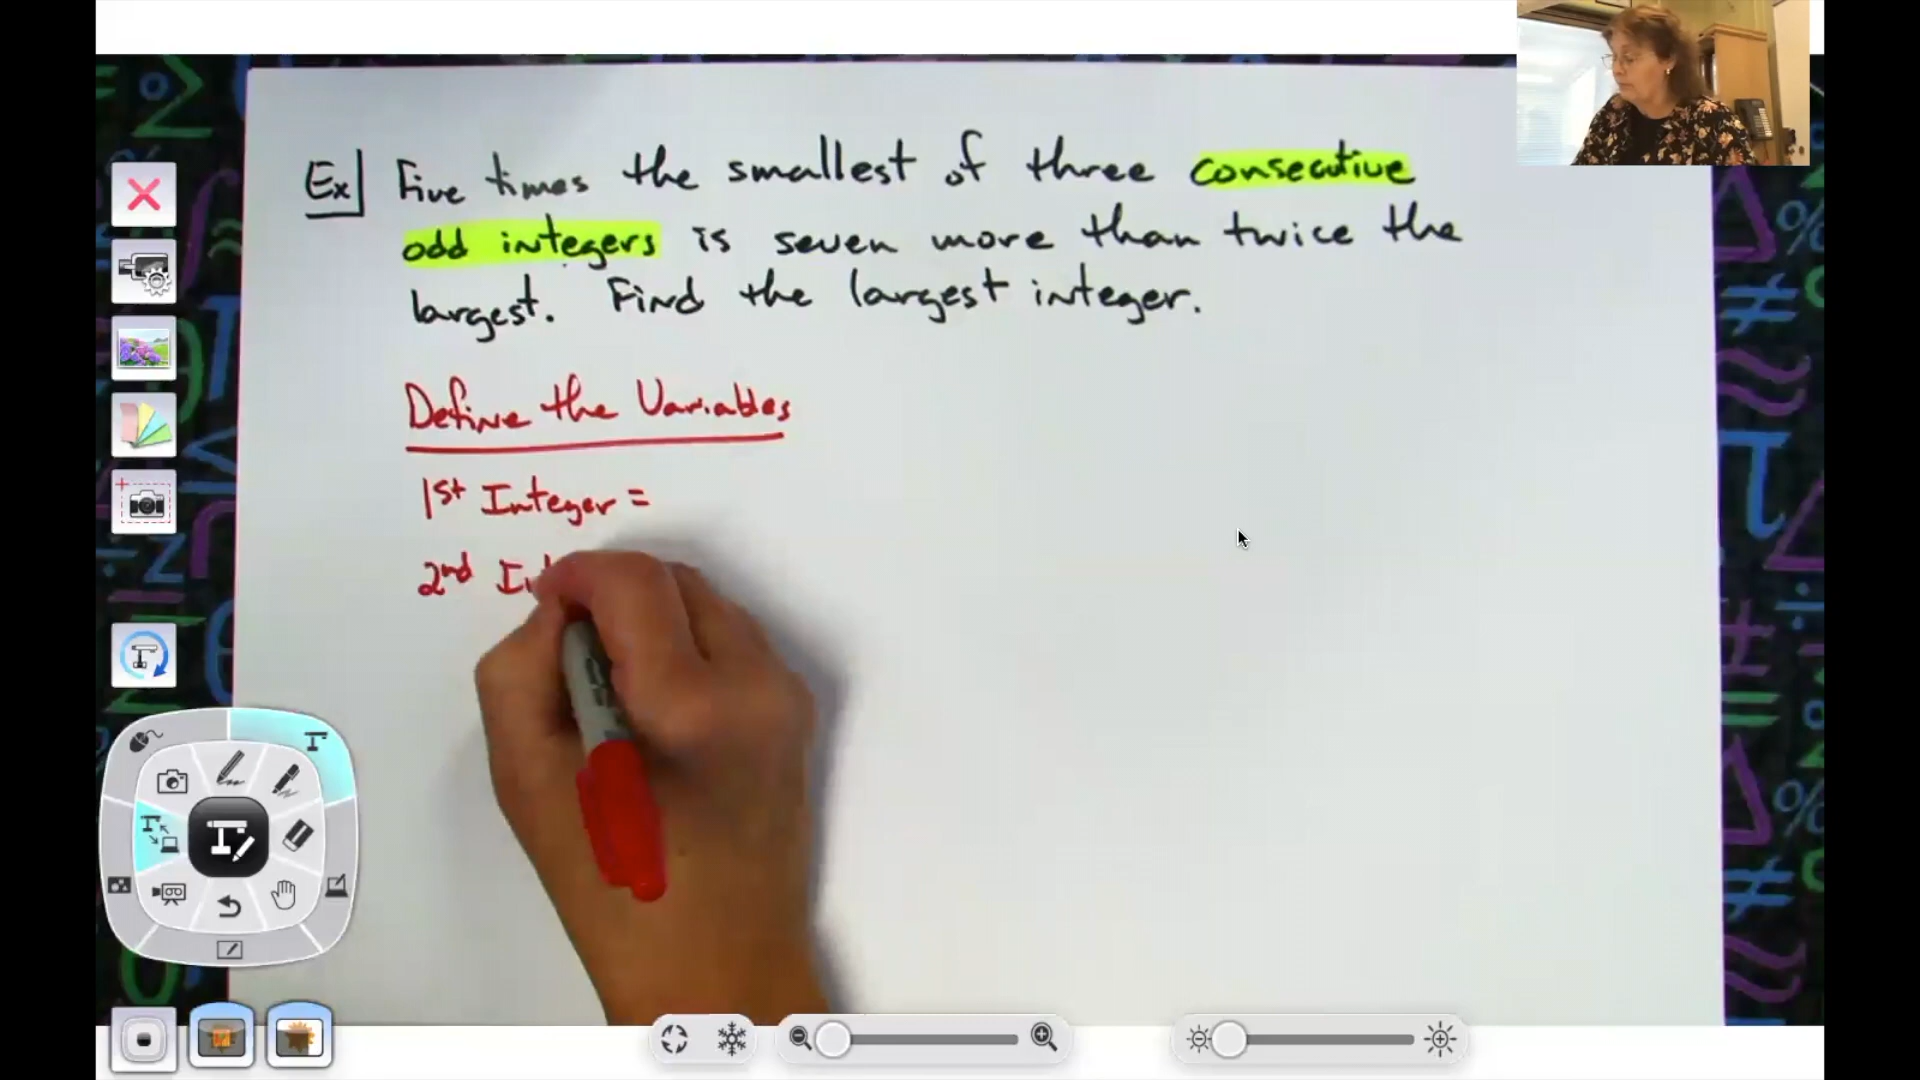 Ex Five times the smallest of three consecutive
odd integers is seven more than twice the
largest. Find the largest integer.
Define the Variables
1st Integer =
2nd